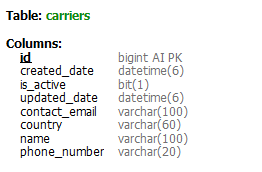 Table: carriers
Columns:
id bigint AI PK
created_date datetime(6)
is_active bit(1)
updated_date datetime(6)
contact_email varchar(100)
country varchar(60)
name varchar(100)
phone_number varchar(20)